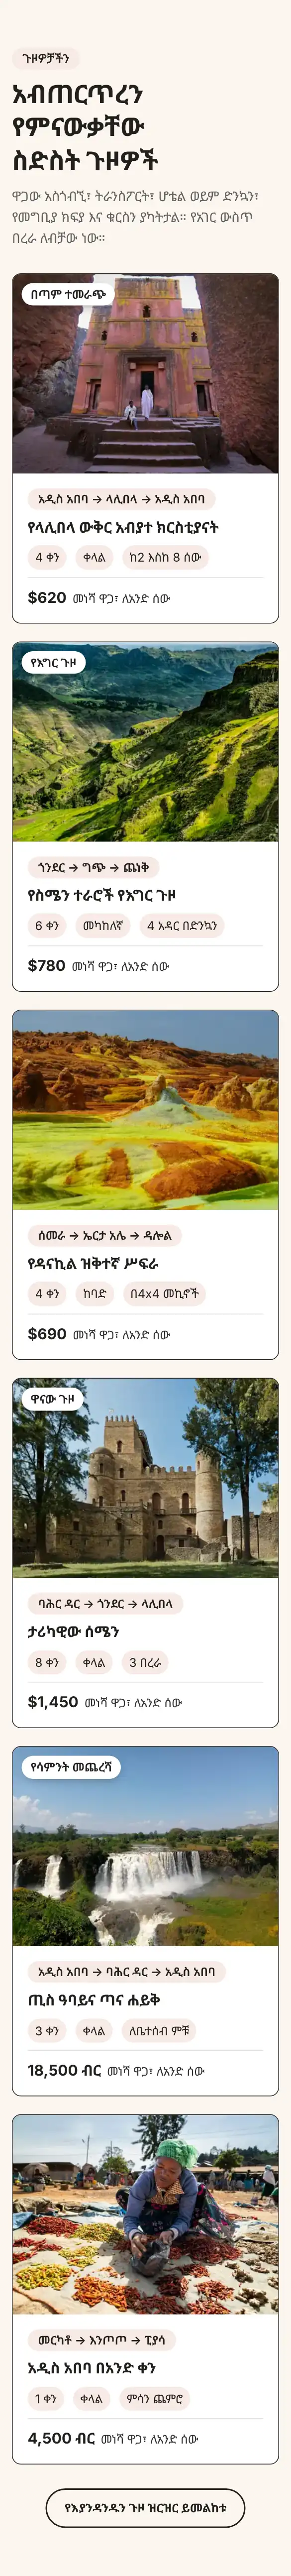 ጉዞዎቻችን
አብጠርጥረን
የምናውቃቸው
ስድስት ጉዞዎች
ዋጋው አስጎብኚ፣ ትራንስፖርት፣ ሆቴል ወይም ድንኳን፣
የመግቢያ ክፍያ እና ቁርስን ያካትታል። የአገር ውስጥ
በረራ ለብቻው ነው።
በጣም ተመራጭ
አዲስ አበባ → ላሊበላ → አዲስ አበባ
የላሊበላ ውቅር አብያተ ክርስቲያናት
4 ቀን ቀላል ከ2 እስከ 8 ሰው
$620 መነሻ ዋጋ፣ ለአንድ ሰው
የእግር ጉዞ
ጎንደር → ግጭ → ጨነቅ
የስሜን ተራሮች የእግር ጉዞ
6 ቀን መካከለኛ 4 አዳር በድንኳን
$780 መነሻ ዋጋ፣ ለአንድ ሰው
ሰመራ → ኤርታ አሌ → ዳሎል
የዳናኪል ዝቅተኛ ሥፍራ
4 ቀን ከባድ በ4x4 መኪኖች
$690 መነሻ ዋጋ፣ ለአንድ ሰው
ዋናው ጉዞ
ባሕር ዳር → ጎንደር → ላሊበላ
ታሪካዊው ሰሜን
8 ቀን ቀላል 3 በረራ
$1,450 መነሻ ዋጋ፣ ለአንድ ሰው
የሳምንት መጨረሻ
አዲስ አበባ → ባሕር ዳር → አዲስ አበባ
ጢስ ዓባይና ጣና ሐይቅ
3 ቀን ቀላል ለቤተሰብ ምቹ
18,500 ብር መነሻ ዋጋ፣ ለአንድ ሰው
መርካቶ → እንጦጦ → ፒያሳ
አዲስ አበባ በአንድ ቀን
1 ቀን ቀላል ምሳን ጨምሮ
4,500 ብር መነሻ ዋጋ፣ ለአንድ ሰው
የእያንዳንዱን ጉዞ ዝርዝር ይመልከቱ